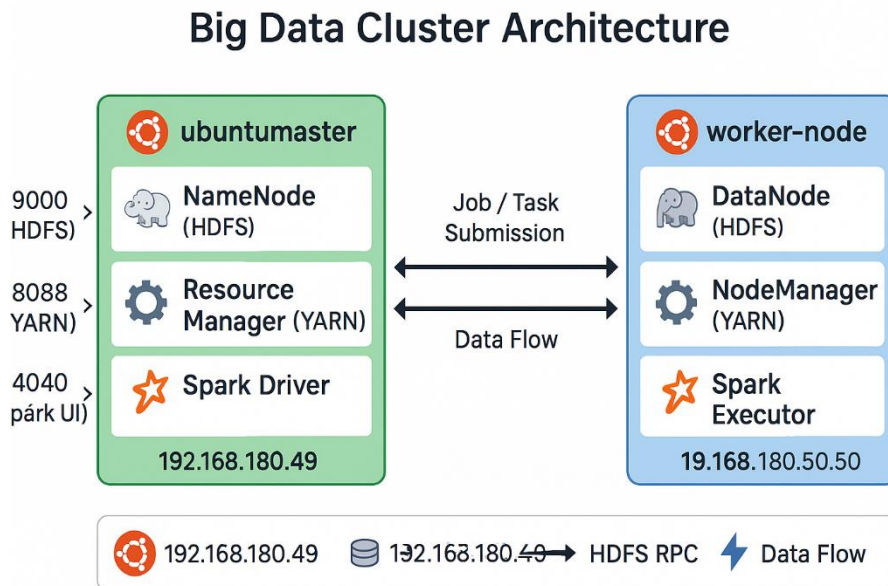 Big Data Cluster Architecture
ubuntumaster
9000
HDFS)
NameNode
(HDFS)
8088
YARN)
Resource
Manager (YARN)
4040
párk UI)
Spark Driver
192.168.180.49
Job / Task
Submission
Data Flow
worker-node
DataNode
(HDFS)
NodeManager
(YARN)
Spark
Executor
19.168.180.50.50
192.168.180.49 HDFS RPC Data Flow